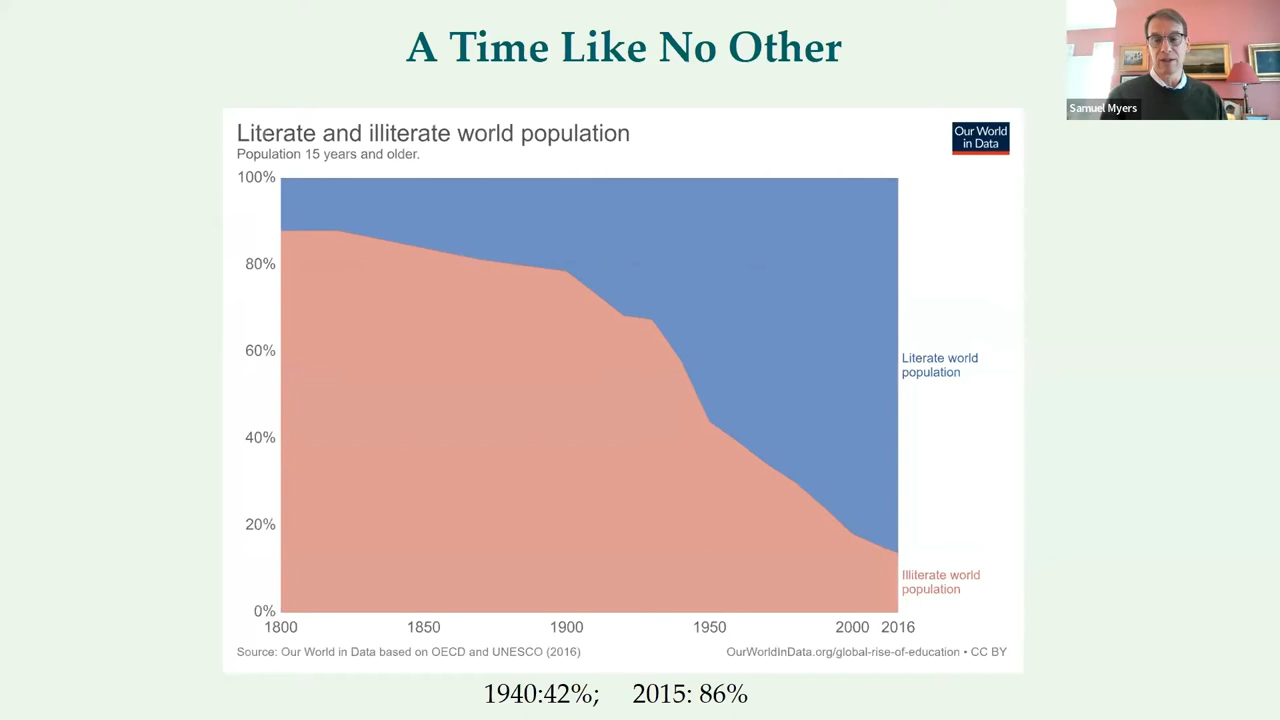 A Time Like No Other
Samuel Myers
Literate and illiterate world population
Population 15 years and older.
Our World
in Data
100%
80%
60%
40%
20%
0%
Literate world
population
Illiterate world
population
1800 1850 1900 1950 2000 2016
Source: Our World in Data based on OECD and UNESCO (2016)
OurWorldInData.org/global-rise-of-education • CC BY
1940:42%; 2015: 86%